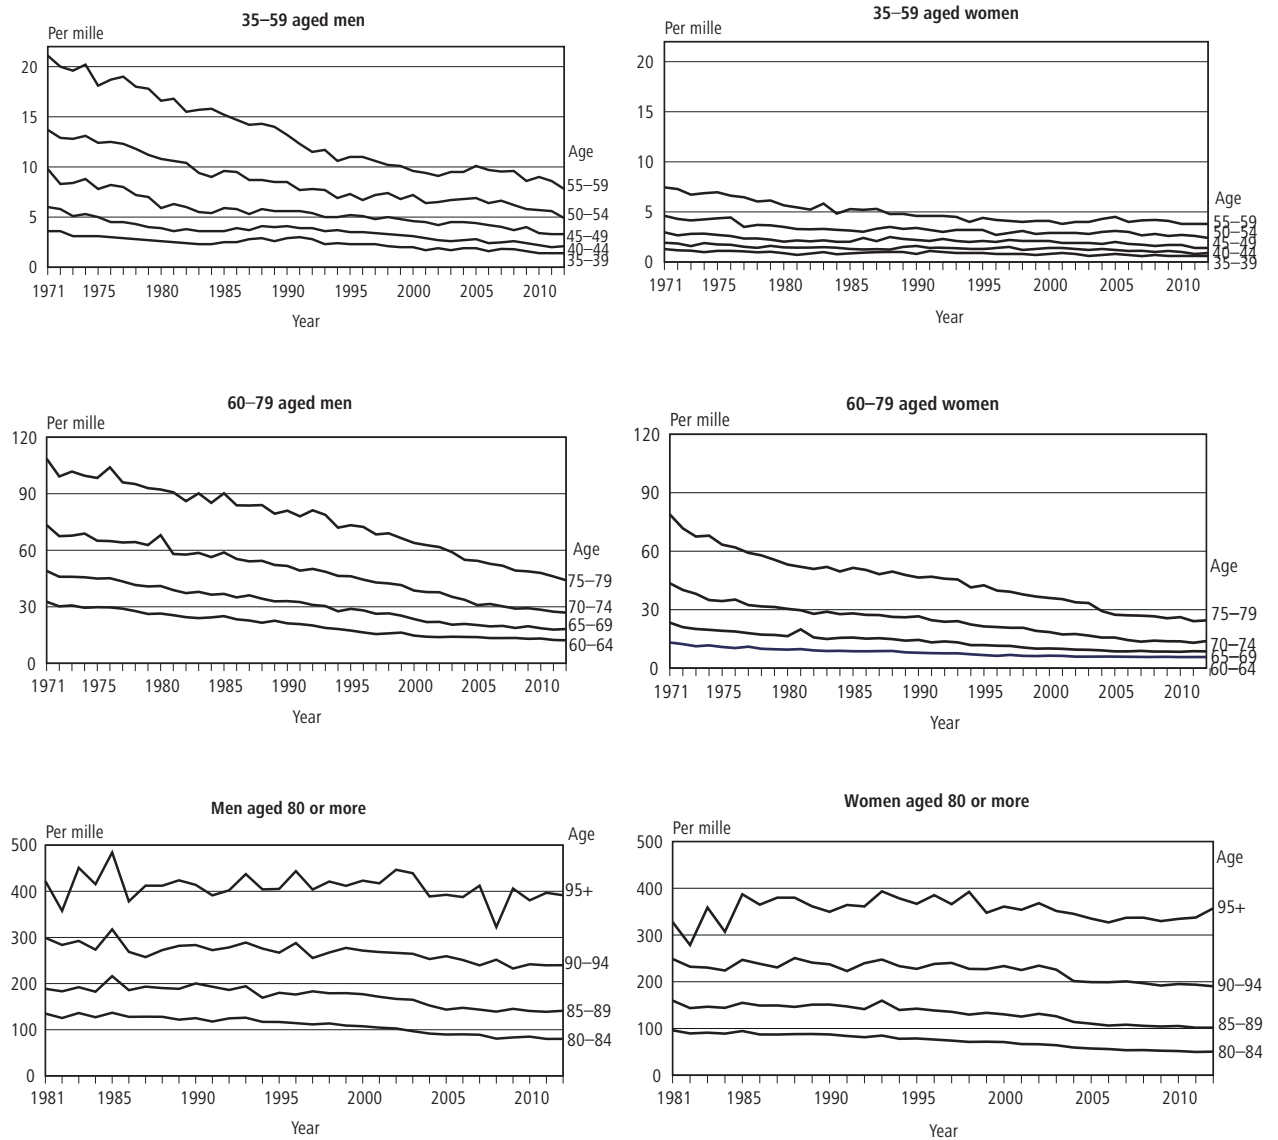 35–59 aged men
Per mille
20
15
10
5
0
Age
55–59
50–54
45–49
40–44
35–39
1971 1975 1980 1985 1990 1995 2000 2005 2010
Year
35–59 aged women
Per mille
20
15
10
5
0
Age
55–59
50–54
45–49
40–44
35–39
1971 1975 1980 1985 1990 1995 2000 2005 2010
Year
60–79 aged men
Per mille
120
90
60
30
0
Age
75–79
70–74
65–69
60–64
1971 1975 1980 1985 1990 1995 2000 2005 2010
Year
60–79 aged women
Per mille
120
90
60
30
0
Age
75–79
70–74
65–69
60–64
1971 1975 1980 1985 1990 1995 2000 2005 2010
Year
Men aged 80 or more
Per mille
500
400
300
200
100
0
Age
95+
90–94
85–89
80–84
1981 1985 1990 1995 2000 2005 2010
Year
Women aged 80 or more
Per mille
500
400
300
200
100
0
Age
95+
90–94
85–89
80–84
1981 1985 1990 1995 2000 2005 2010
Year